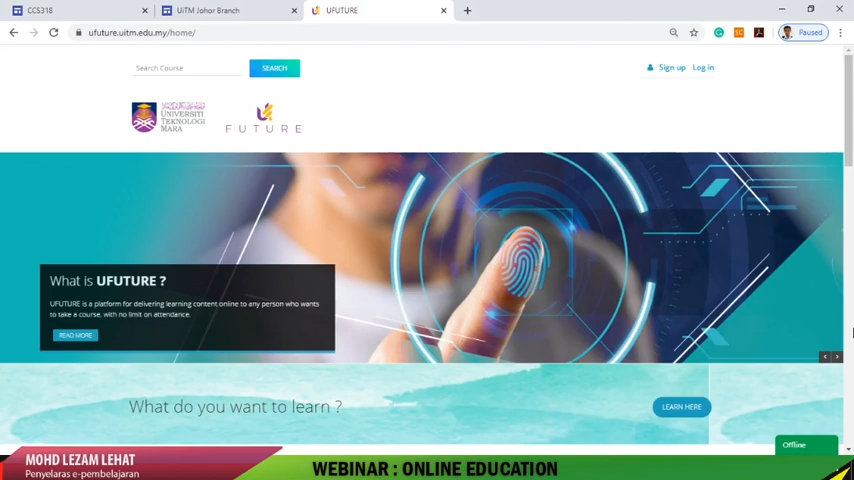 CCS318
UiTM Johor Branch
UFUTURE
ufuture.uitm.edu.my/home/
Paused
Search Course
SEARCH
Sign up
Log in
UNIVERSITI
TEKNOLOGI
MARA
FUTURE
What is UFUTURE ?
UFUTURE is a platform for delivering learning content online to any person who wants
to take a course, with no limit on attendance.
READ MORE
What do you want to learn ?
LEARN HERE
Offline
MOHD LEZAM LEHAT
Penyelaras e-pembelajaran
WEBINAR : ONLINE EDUCATION